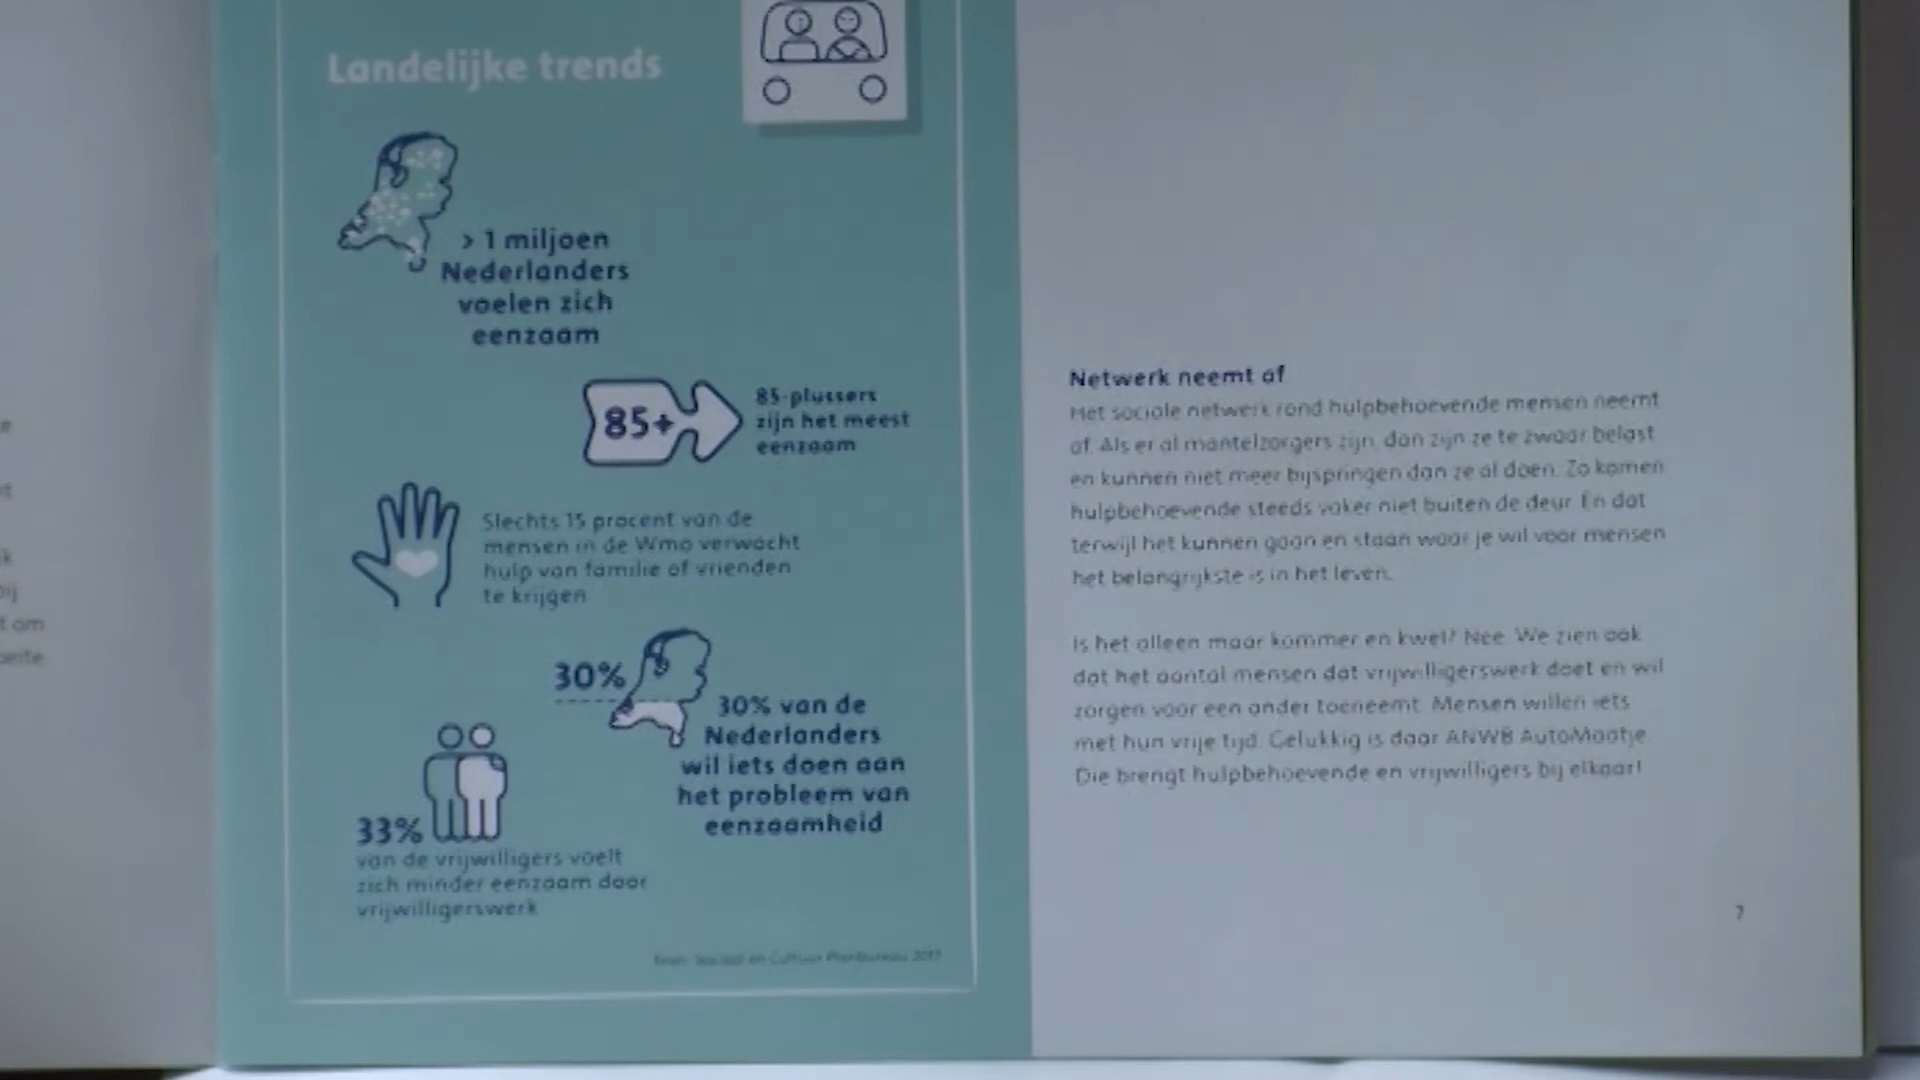 e
t
k
ij
t om
Landelijke trends
> 1 miljoen
Nederlanders
voelen zich
eenzaam
85+
85-plussers
zijn het meest
eenzaam
Slechts 15 procent van de
mensen in de Wmo verwacht
hulp van familie of vrienden
te krijgen
30%
30% van de
Nederlanders
wil iets doen aan
het probleem van
eenzaamheid
33%
van de vrijwilligers voelt
zich minder eenzaam door
vrijwilligerswerk
Bron: Sociaal en Cultuur Planbureau 2017
Netwerk neemt af
Het sociale netwerk rond hulpbehoevende mensen neemt
af. Als er al mantelzorgers zijn, dan zijn ze te zwaar belast
en kunnen niet meer bijspringen dan ze al doen. Zo komen
hulpbehoevende steeds vaker niet buiten de deur. En dat
terwijl het kunnen gaan en staan waar je wil voor mensen
het belangrijkste is in het leven.
Is het alleen maar kommer en kwel? Nee. We zien ook
dat het aantal mensen dat vrijwilligerswerk doet en wil
zorgen voor een ander toeneemt. Mensen willen iets
met hun vrije tijd. Gelukkig is daar ANWB AutoMaatje.
Die brengt hulpbehoevende en vrijwilligers bij elkaar!
7